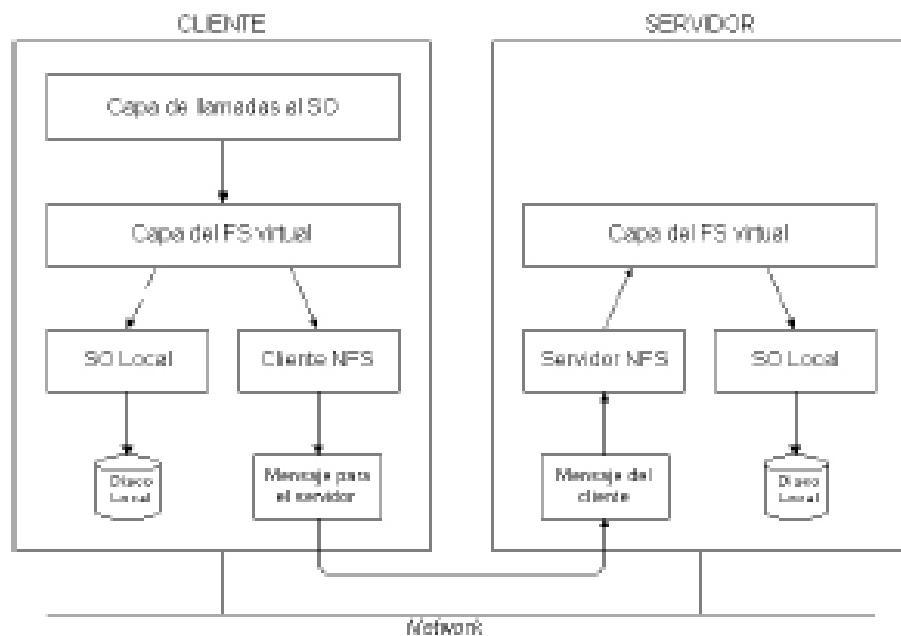 CLIENTE
SERVIDOR
Capa de llamadas al SO
Capa del FS virtual
Capa del FS virtual
SO Local
Cliente NFS
Servidor NFS
SO Local
Disco
Local
Mensaje para
el servidor
Mensaje del
cliente
Disco
Local
Network